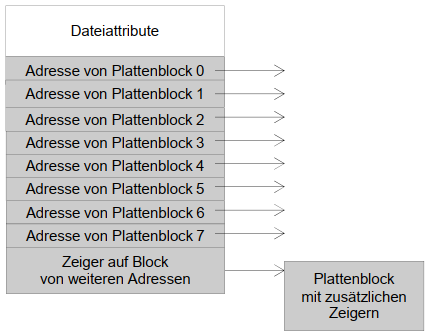 Dateiattribute
Adresse von Plattenblock 0
Adresse von Plattenblock 1
Adresse von Plattenblock 2
Adresse von Plattenblock 3
Adresse von Plattenblock 4
Adresse von Plattenblock 5
Adresse von Plattenblock 6
Adresse von Plattenblock 7
Zeiger auf Block
von weiteren Adressen
Plattenblock
mit zusätzlichen
Zeigern